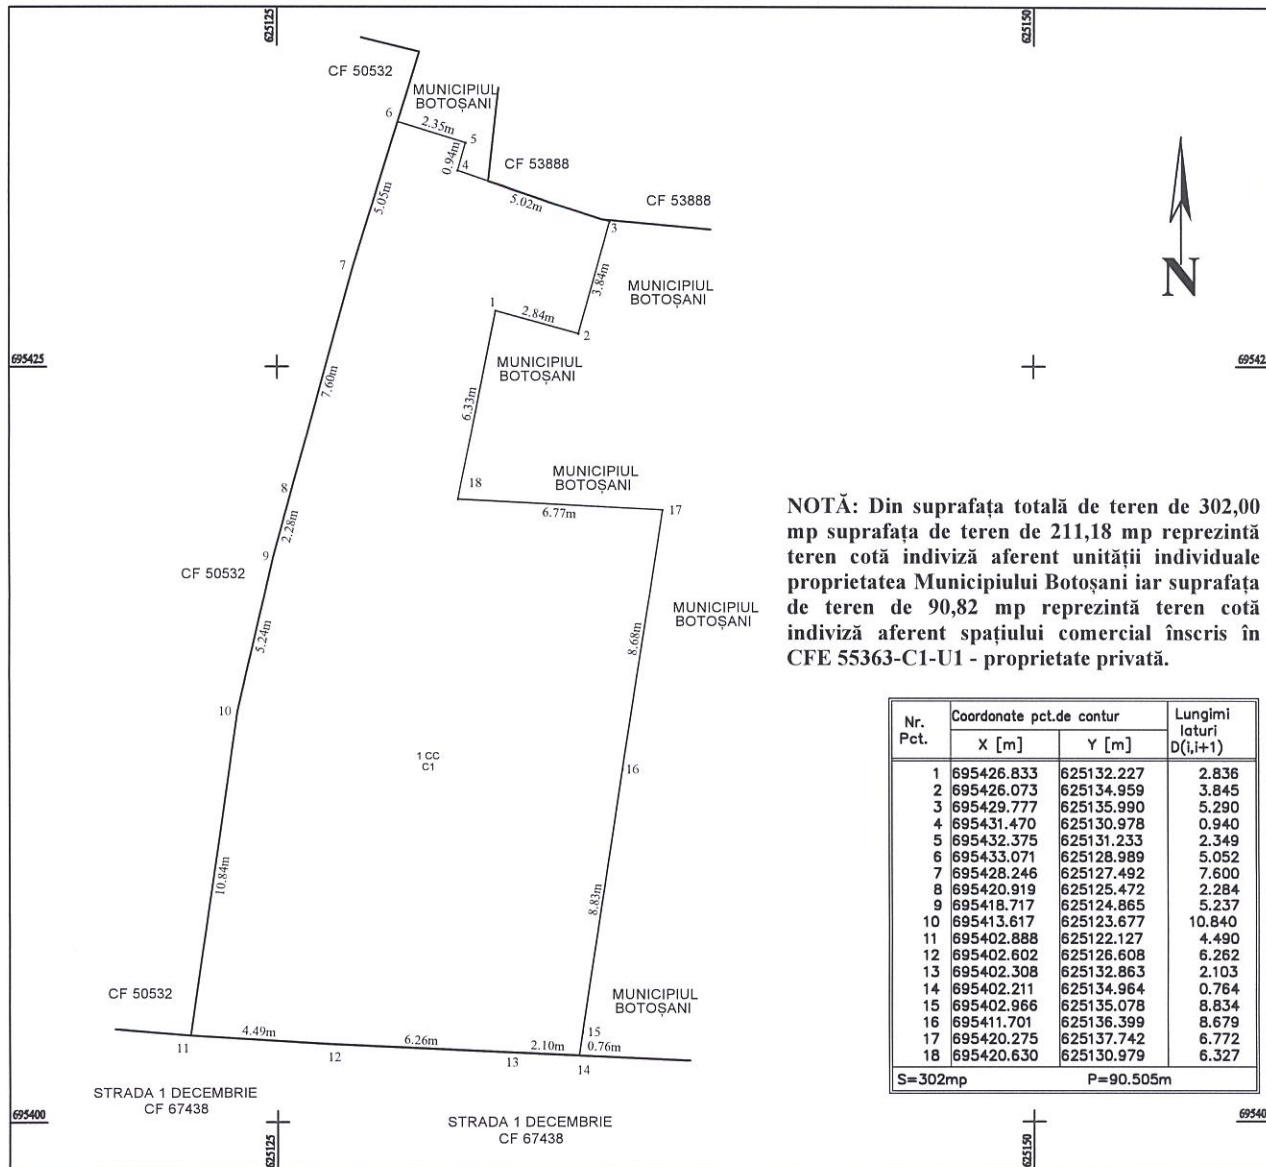 625125
625150
CF 50532
MUNICIPIUL
BOTOȘANI
6
2.35m
5
0.94m
4
CF 53888
5.02m
CF 53888
3
5.05m
7
3.84m
MUNICIPIUL
BOTOȘANI
N
1
2.84m
2
695425
69542
MUNICIPIUL
BOTOȘANI
7.60m
6.33m
8
18
MUNICIPIUL
BOTOȘANI
6.77m
17
2.28m
9
CF 50532
5.24m
10
MUNICIPIUL
BOTOȘANI
8.68m
NOTĂ: Din suprafața totală de teren de 302,00
mp suprafața de teren de 211,18 mp reprezintă
teren cotă indiviză aferent unității individuale
proprietatea Municipiului Botoșani iar suprafața
de teren de 90,82 mp reprezintă teren cotă
indiviză aferent spațiului comercial înscris în
CFE 55363-C1-U1 - proprietate privată.
1 CC
C1
16
10.84m
8.83m
Nr. Pct. Coordonate pct.de contur Lungimi laturi D(i,i+1)
X [m] Y [m]
1 695426.833 625132.227 2.836
2 695426.073 625134.959 3.845
3 695429.777 625135.990 5.290
4 695431.470 625130.978 0.940
5 695432.375 625131.233 2.349
6 695433.071 625128.989 5.052
7 695428.246 625127.492 7.600
8 695420.919 625125.472 2.284
9 695418.717 625124.865 5.237
10 695413.617 625123.677 10.840
11 695402.888 625122.127 4.490
12 695402.602 625126.608 6.262
13 695402.308 625132.863 2.103
14 695402.211 625134.964 0.764
15 695402.966 625135.078 8.834
16 695411.701 625136.399 8.679
17 695420.275 625137.742 6.772
18 695420.630 625130.979 6.327
S=302mp P=90.505m
CF 50532
MUNICIPIUL
BOTOȘANI
11
4.49m
12
6.26m
13
2.10m
15
0.76m
14
STRADA 1 DECEMBRIE
CF 67438
STRADA 1 DECEMBRIE
CF 67438
695400
69540
625125
625150